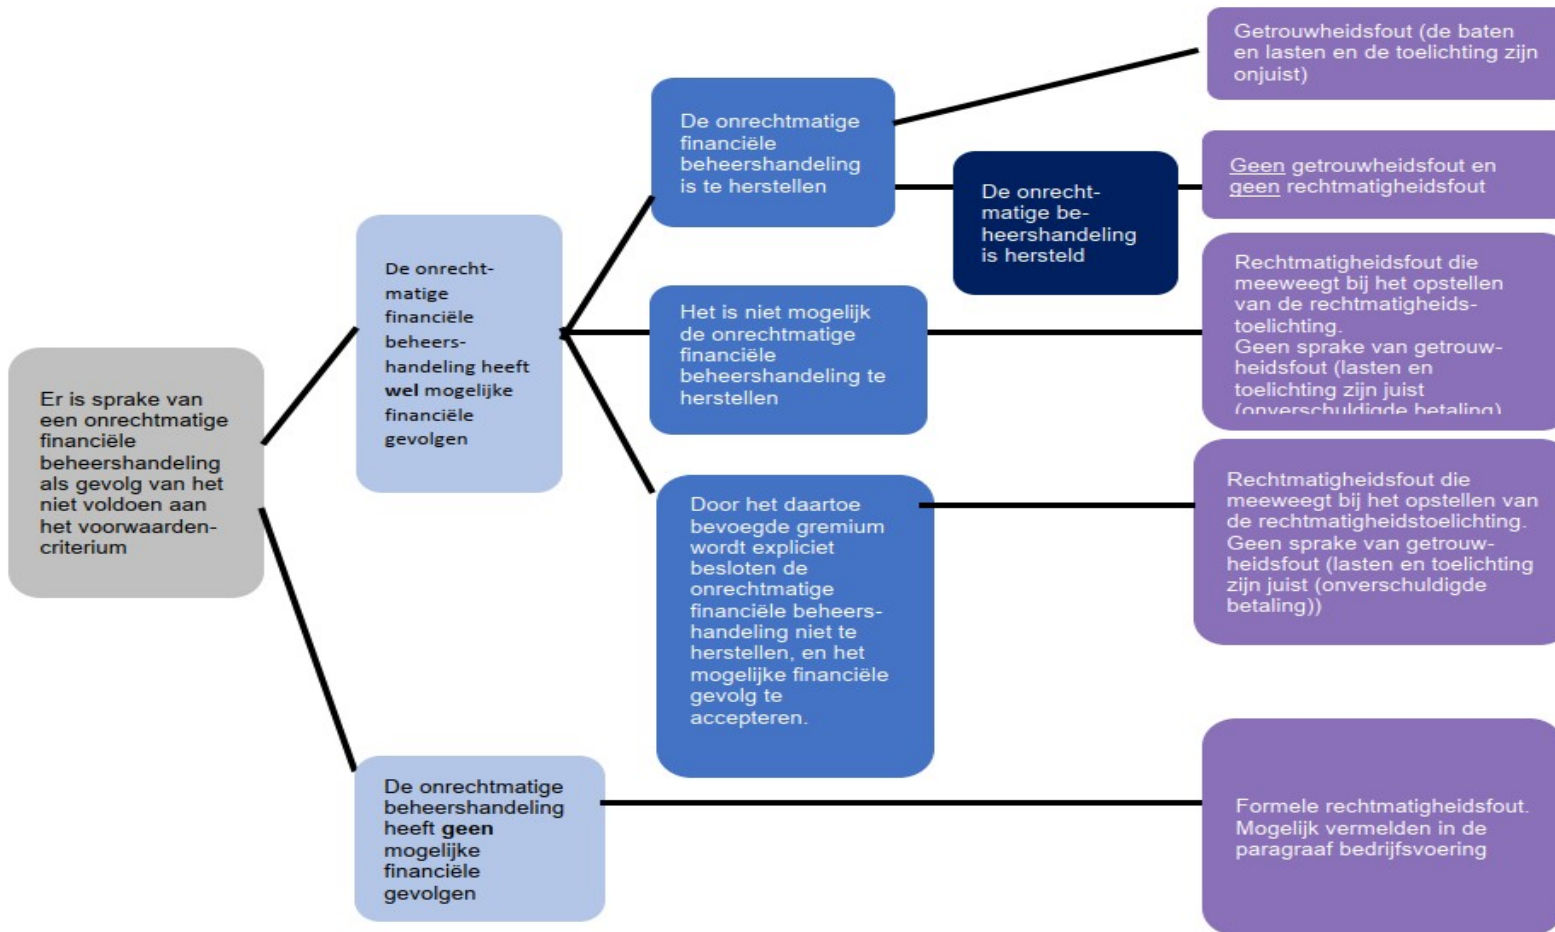 Er is sprake van
een onrechtmatige
financiële
beheershandeling
als gevolg van het
niet voldoen aan
het voorwaarden-
criterium
De onrecht-
matige
financiële
beheers-
handeling heeft
wel mogelijke
financiële
gevolgen
De onrechtmatige
financiële
beheershandeling
is te herstellen
Getrouwheidsfout (de baten
en lasten en de toelichting zijn
onjuist)
De onrecht-
matige be-
heershandeling
is hersteld
Geen getrouwheidsfout en
geen rechtmatigheidsfout
Het is niet mogelijk
de onrechtmatige
financiële
beheershandeling te
herstellen
Rechtmatigheidsfout die
meeweegt bij het opstellen
van de rechtmatigheids-
toelichting.
Geen sprake van getrouw-
heidsfout (lasten en
toelichting zijn juist
(onverschuldigde betaling)
Door het daartoe
bevoegde gremium
wordt expliciet
besloten de
onrechtmatige
financiële beheers-
handeling niet te
herstellen, en het
mogelijke financiële
gevolg te
accepteren.
Rechtmatigheidsfout die
meeweegt bij het opstellen van
de rechtmatigheidstoelichting.
Geen sprake van getrouw-
heidsfout (lasten en toelichting
zijn juist (onverschuldigde
betaling))
De onrechtmatige
beheershandeling
heeft geen
mogelijke
financiële
gevolgen
Formele rechtmatigheidsfout.
Mogelijk vermelden in de
paragraaf bedrijfsvoering